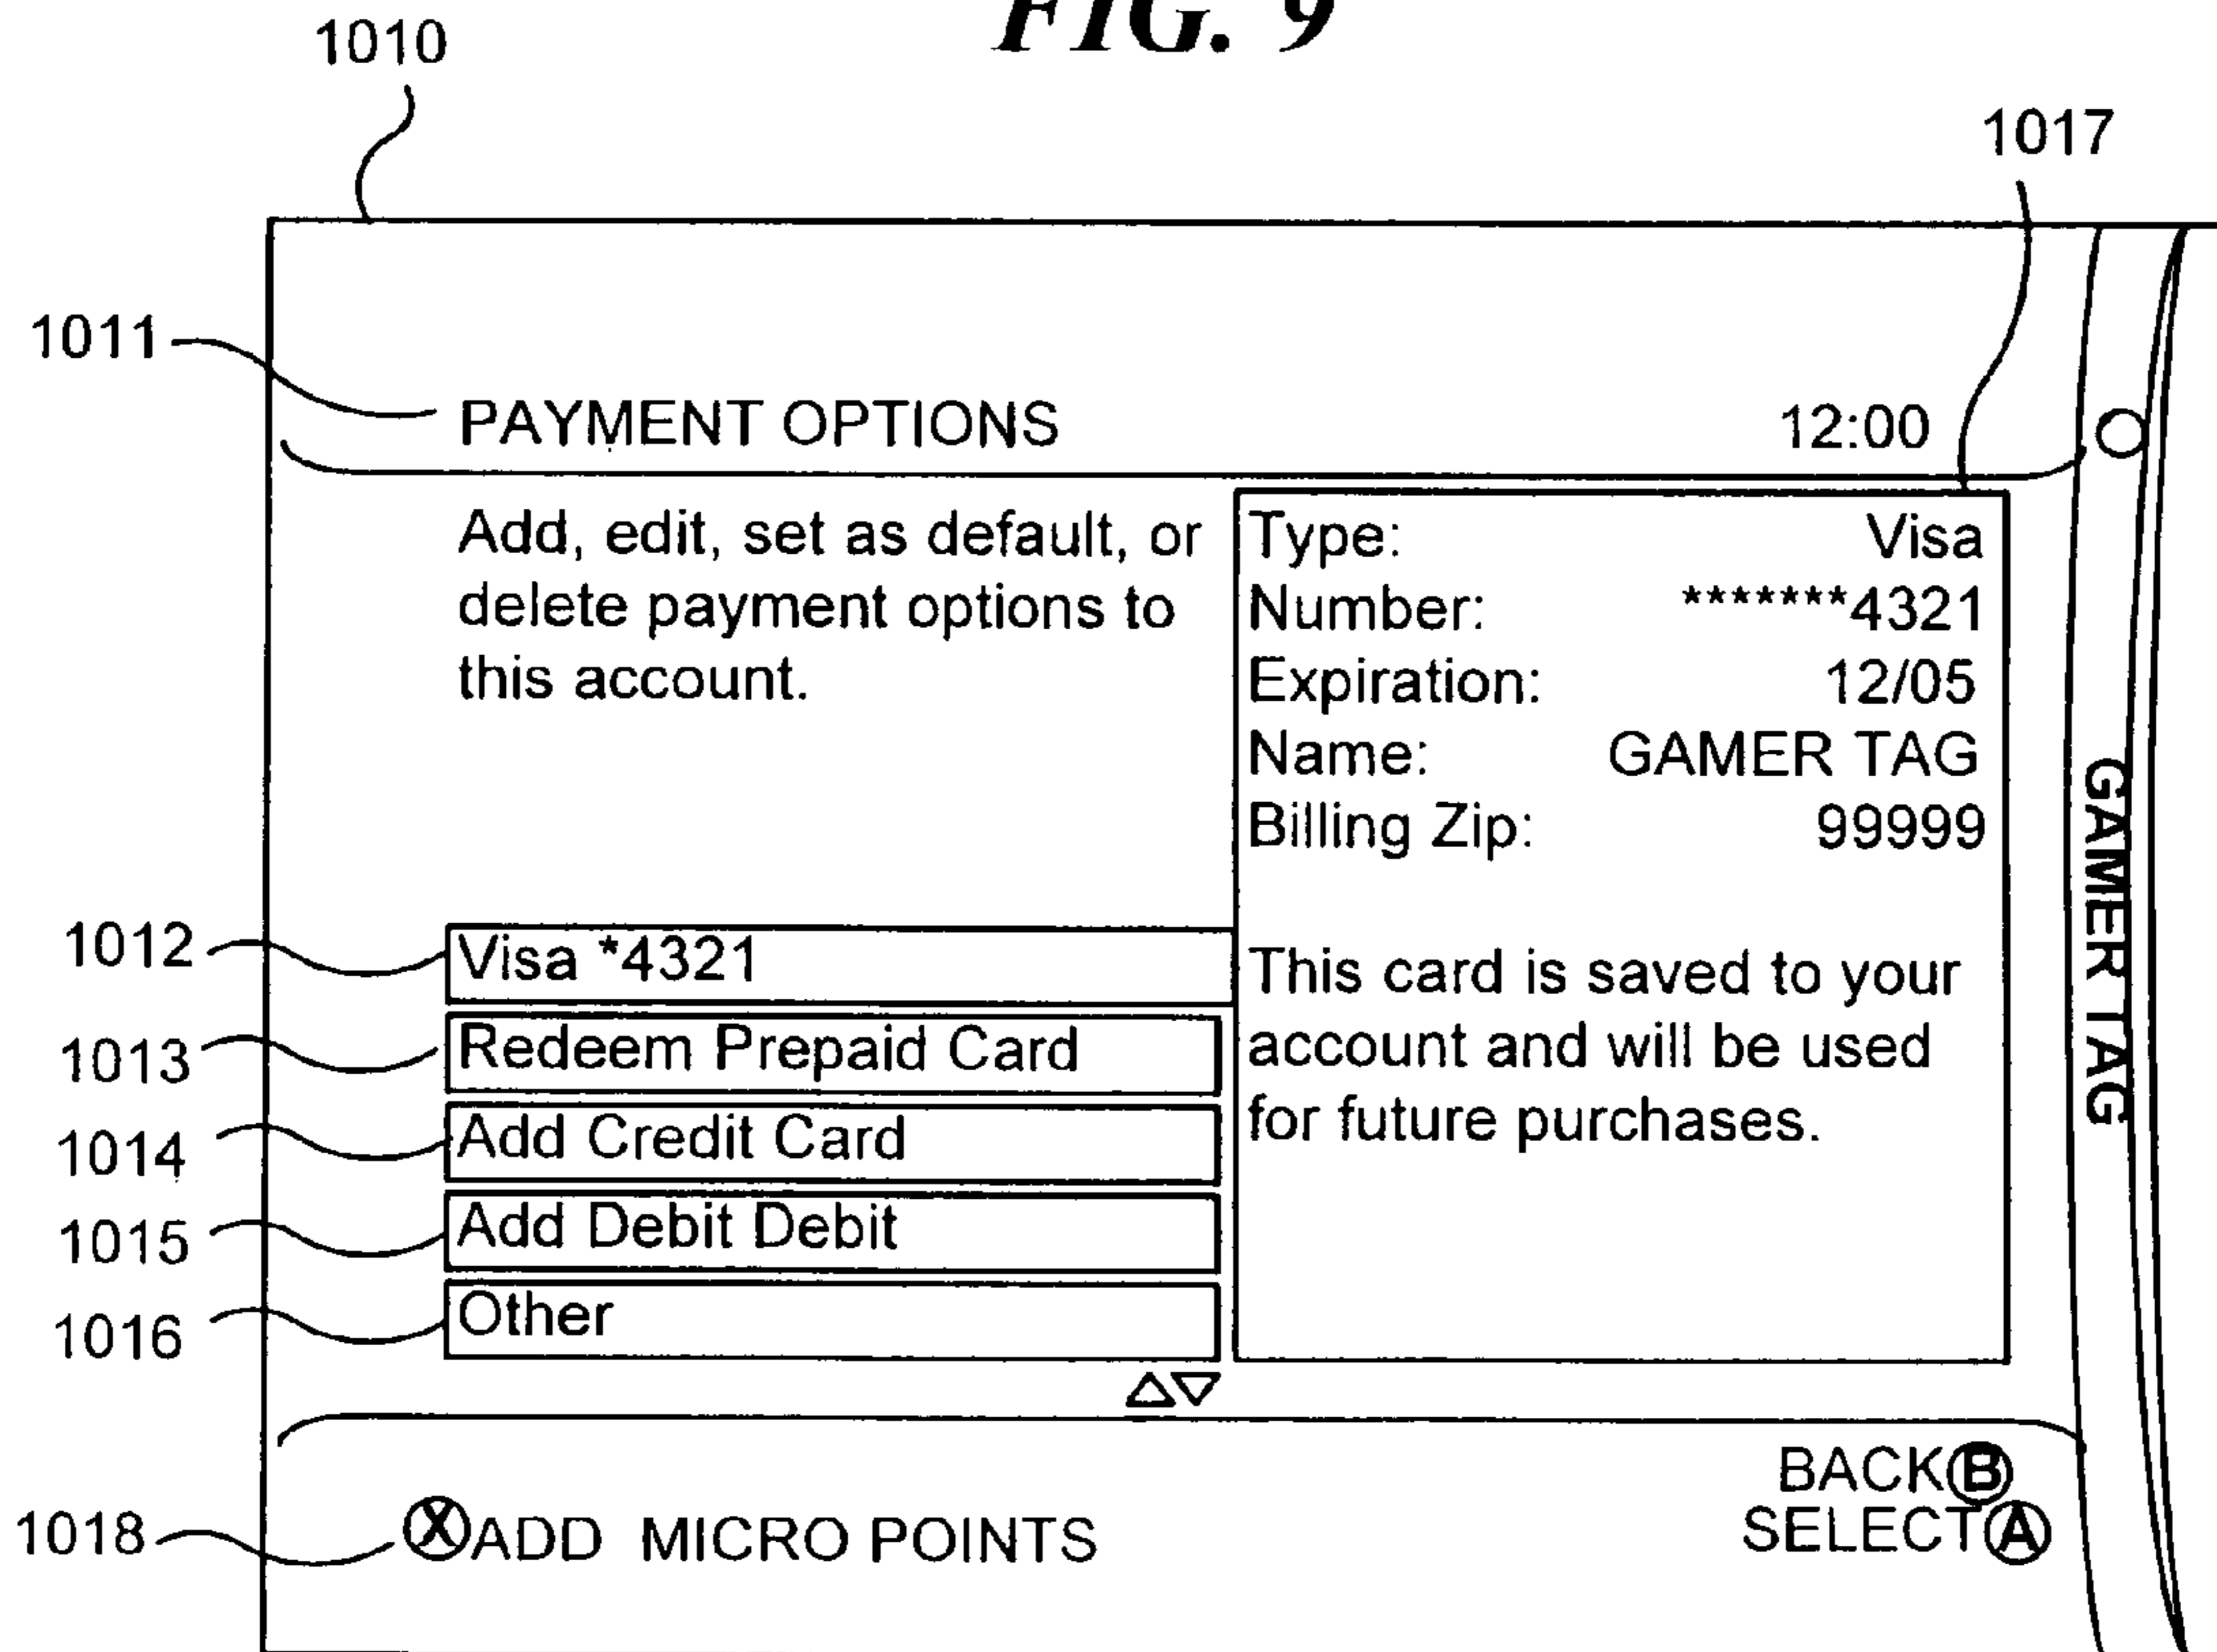 FIG. 9
1010
1017
1011
PAYMENT OPTIONS 12:00
Add, edit, set as default, or
delete payment options to
this account.
Type: Visa
Number: *******4321
Expiration: 12/05
Name: GAMER TAG
Billing Zip: 99999
This card is saved to your
account and will be used
for future purchases.
1012
Visa *4321
1013
Redeem Prepaid Card
1014
Add Credit Card
1015
Add Debit Debit
1016
Other
GAMER TAG
BACK B
SELECT A
1018
X ADD MICRO POINTS